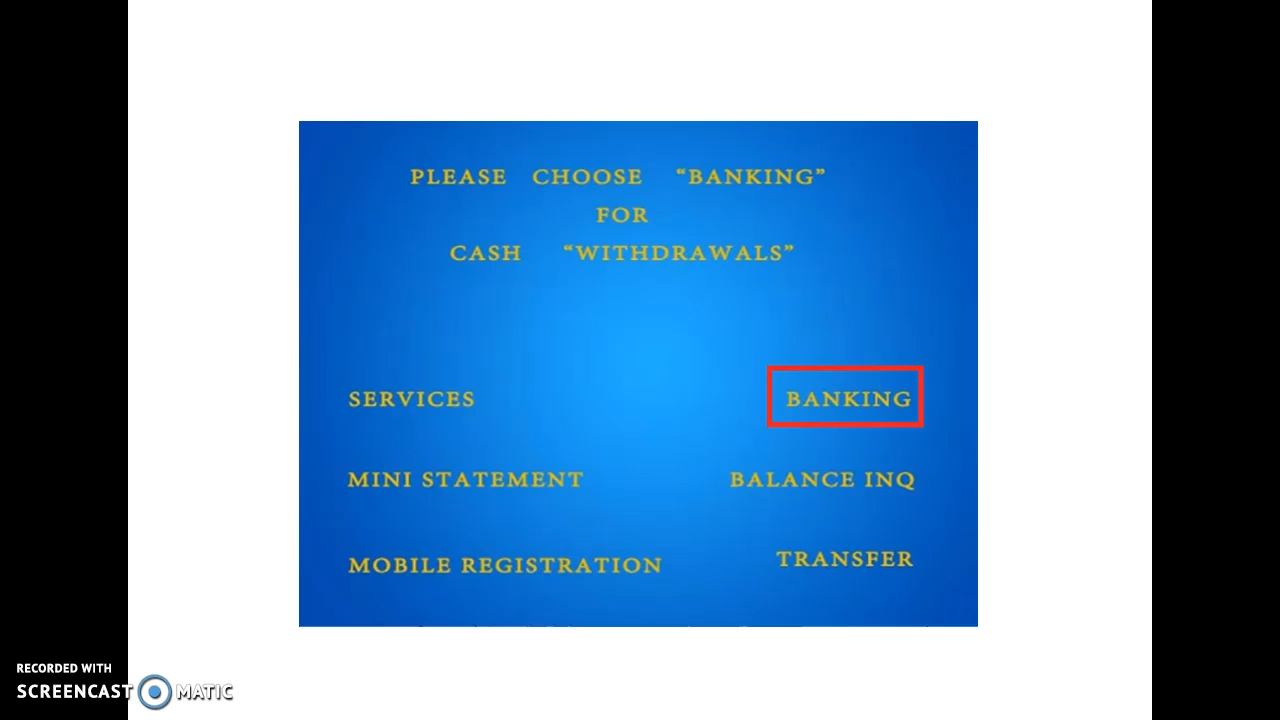 PLEASE CHOOSE “BANKING”
FOR
CASH “WITHDRAWALS”
SERVICES
BANKING
MINI STATEMENT
BALANCE INQ
MOBILE REGISTRATION
TRANSFER
RECORDED WITH
SCREENCAST MATIC